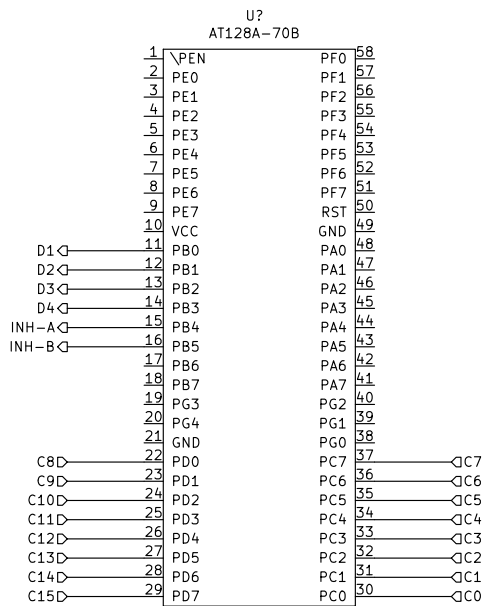 U?
AT128A-70B
1 \PEN PF0 58
2 PE0 PF1 57
3 PE1 PF2 56
4 PE2 PF3 55
5 PE3 PF4 54
6 PE4 PF5 53
7 PE5 PF6 52
8 PE6 PF7 51
9 PE7 RST 50
10 VCC GND 49
D1 11 PB0 PA0 48
D2 12 PB1 PA1 47
D3 13 PB2 PA2 46
D4 14 PB3 PA3 45
INH-A 15 PB4 PA4 44
INH-B 16 PB5 PA5 43
17 PB6 PA6 42
18 PB7 PA7 41
19 PG3 PG2 40
20 PG4 PG1 39
21 GND PG0 38
C8 22 PD0 PC7 37 C7
C9 23 PD1 PC6 36 C6
C10 24 PD2 PC5 35 C5
C11 25 PD3 PC4 34 C4
C12 26 PD4 PC3 33 C3
C13 27 PD5 PC2 32 C2
C14 28 PD6 PC1 31 C1
C15 29 PD7 PC0 30 C0